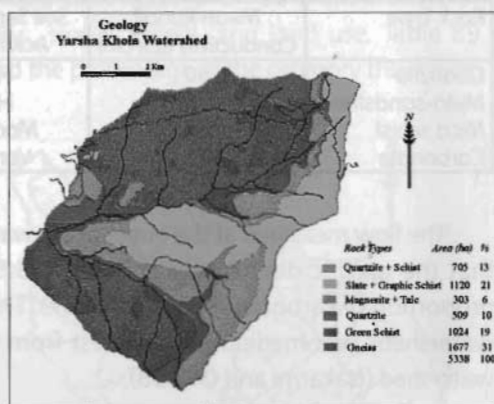 Geology
Yarsha Khola Watershed
0 1 2 Km
N
Rock Types Area (ha) %
Quartzite + Schist 705 13
Slate + Graphic Schist 1120 21
Magnerite + Talc 303 6
Quartzite 509 10
Green Schist 1024 19
Gneiss 1677 31
5338 100